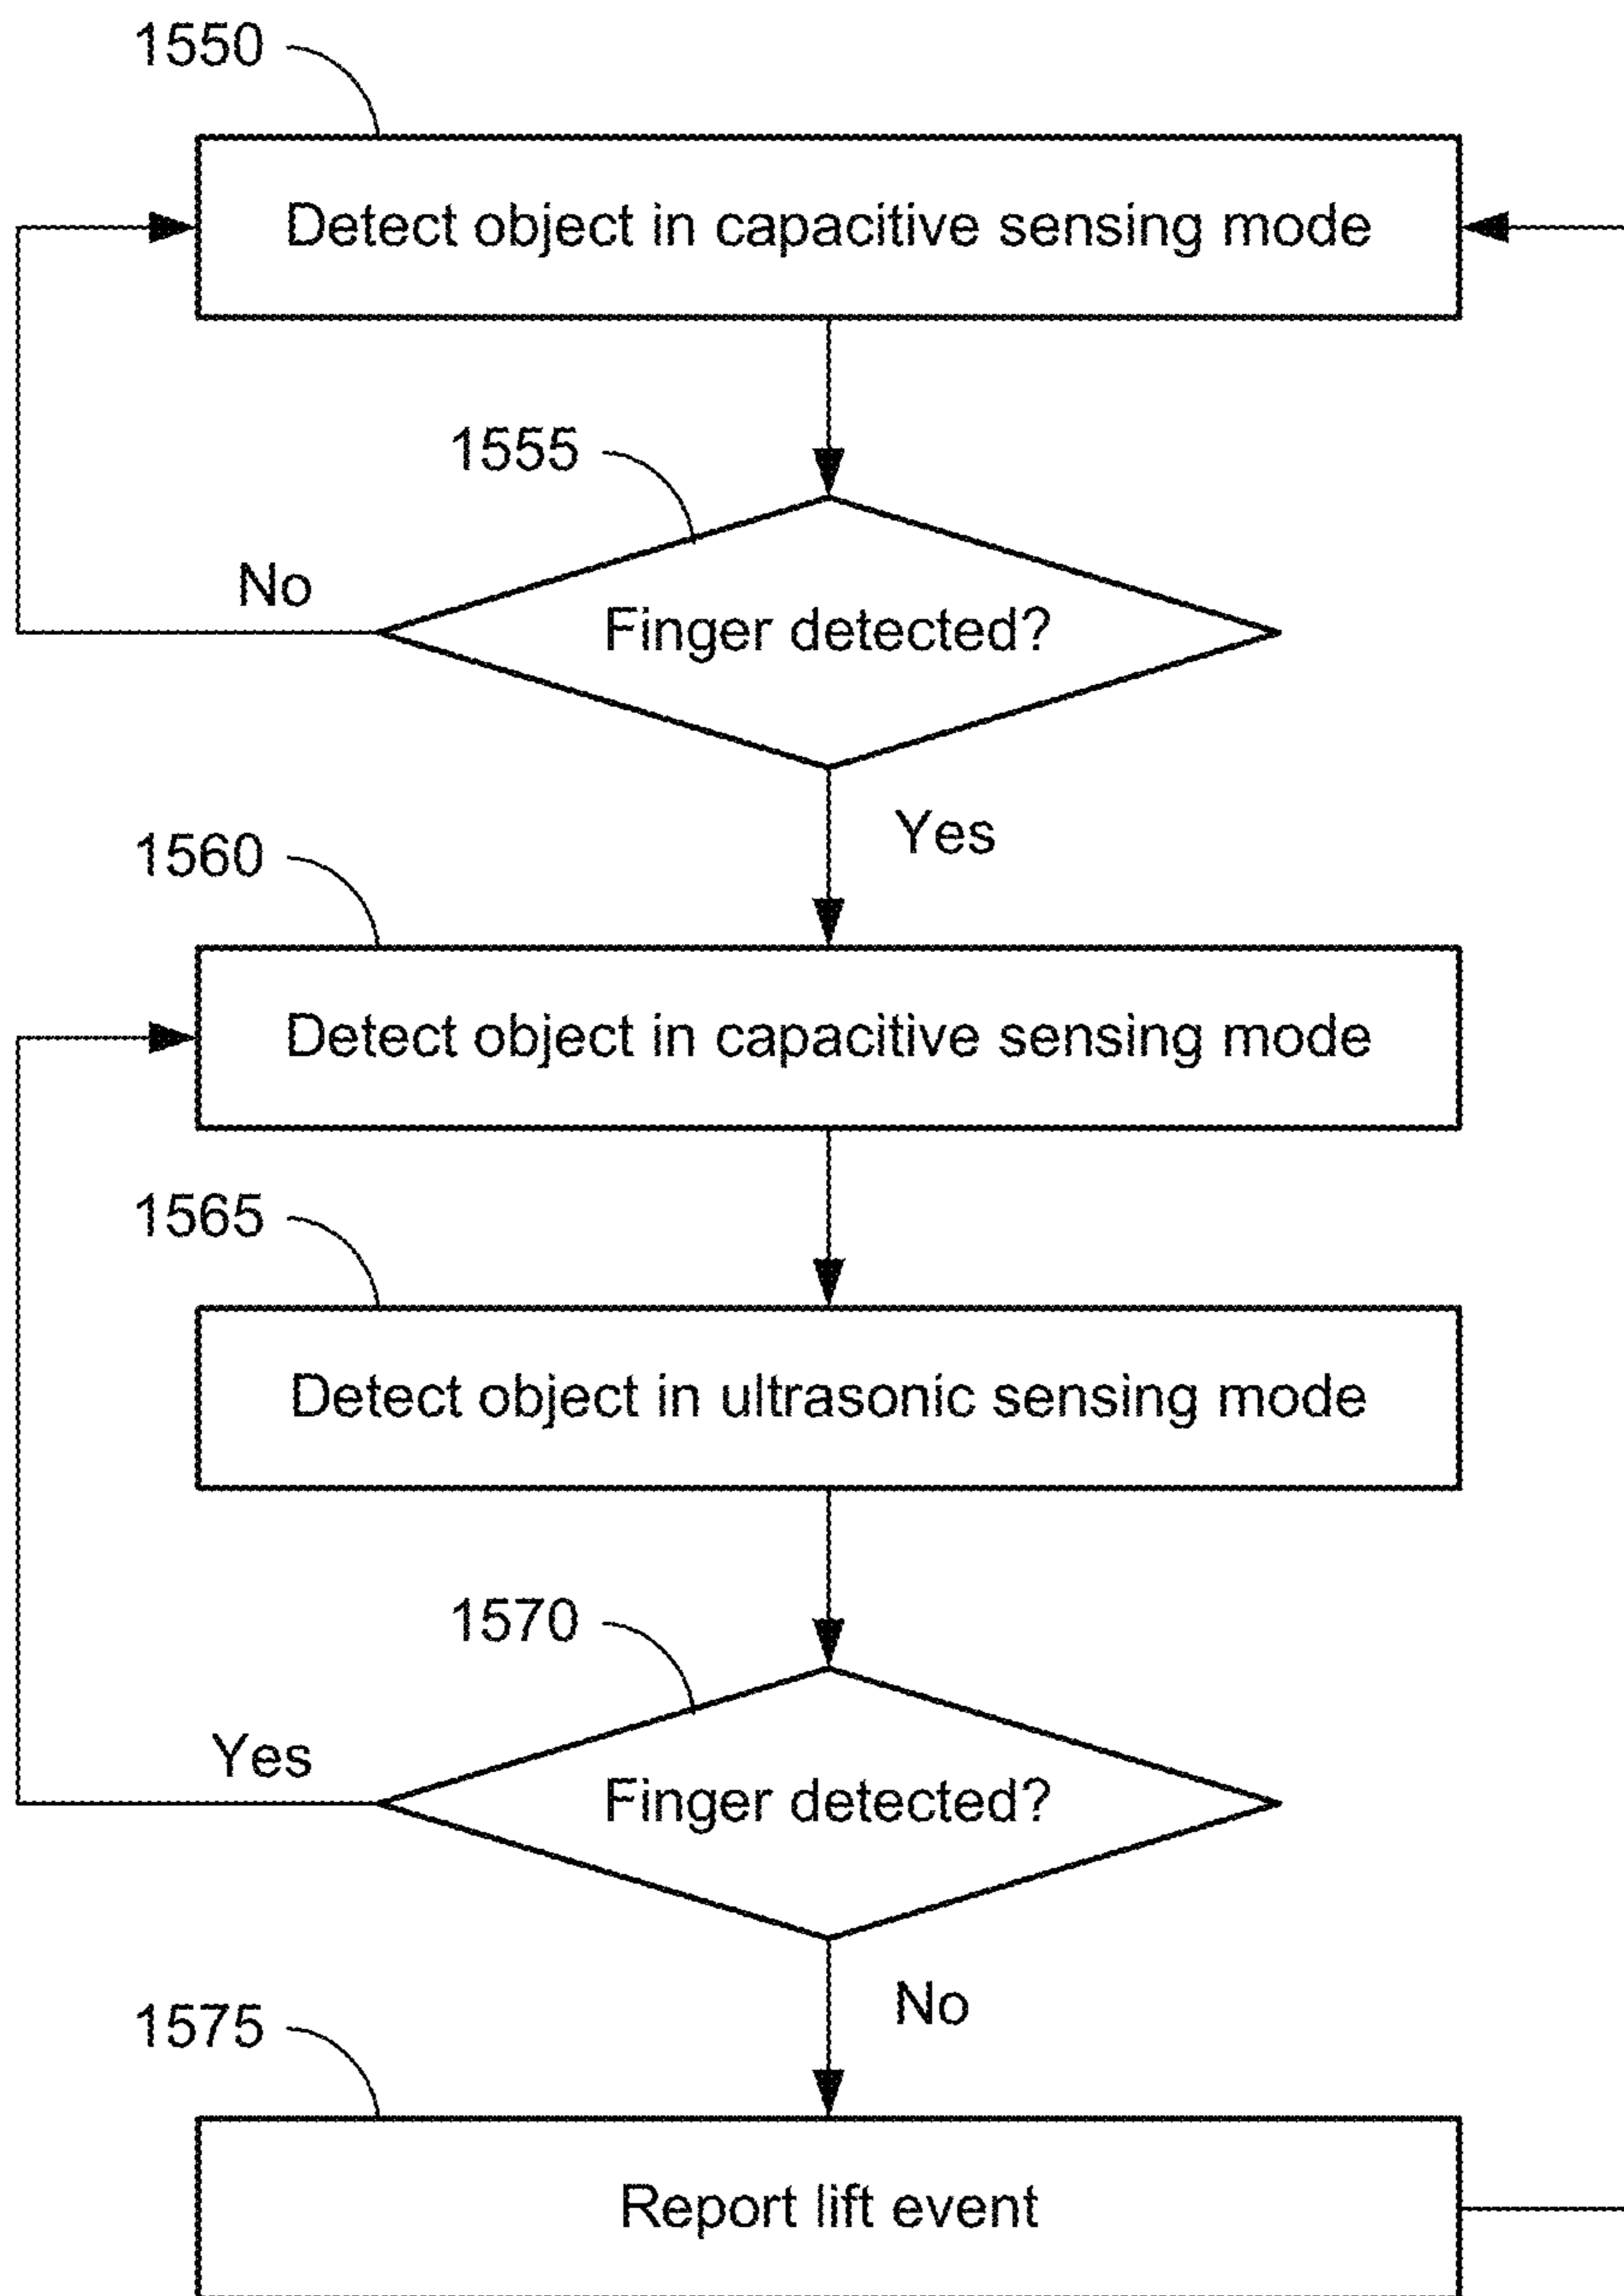 1550
Detect object in capacitive sensing mode
1555
No
Finger detected?
Yes
1560
Detect object in capacitive sensing mode
1565
Detect object in ultrasonic sensing mode
1570
Yes
Finger detected?
No
1575
Report lift event